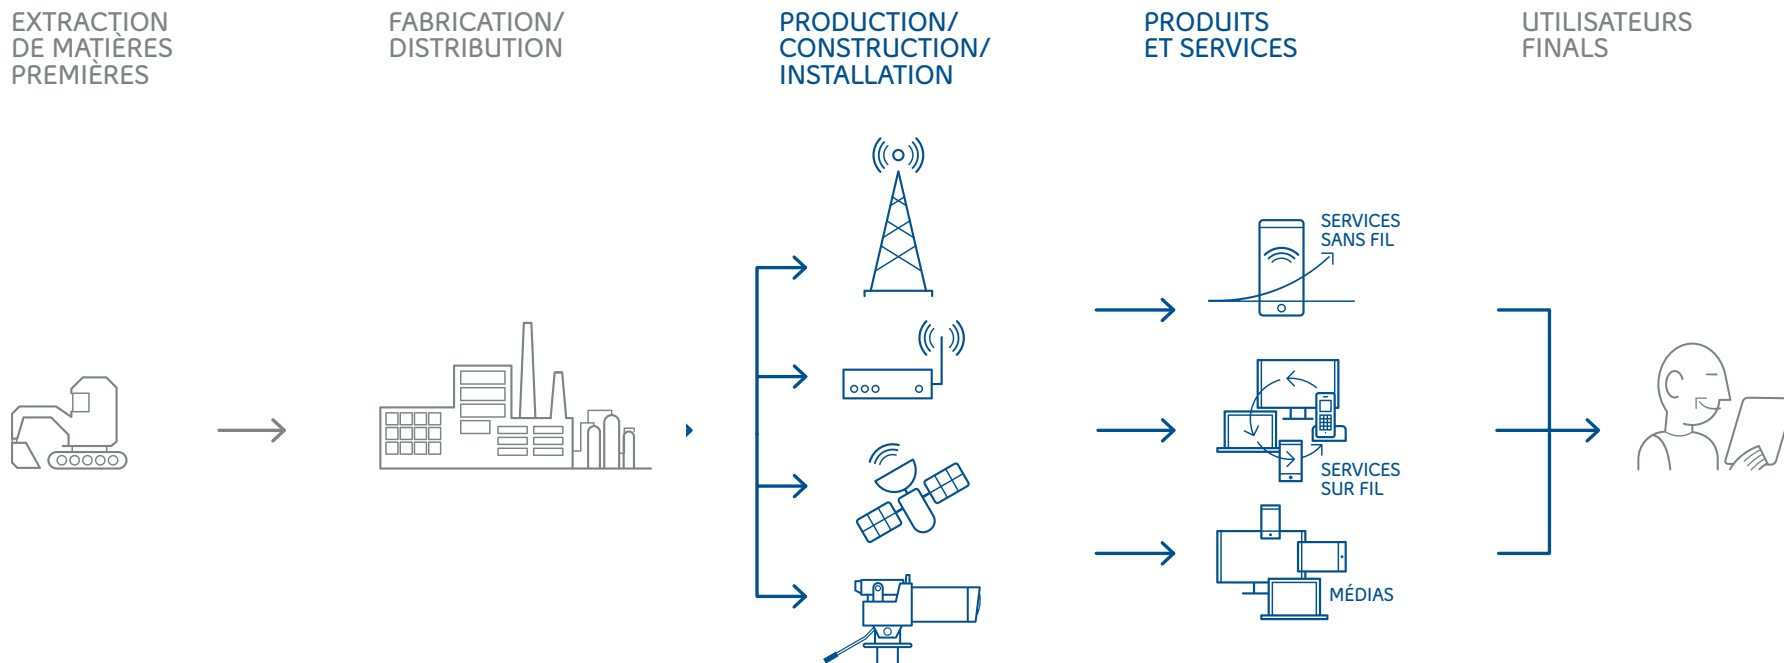 EXTRACTION
DE MATIÈRES
PREMIÈRES
FABRICATION/
DISTRIBUTION
PRODUCTION/
CONSTRUCTION/
INSTALLATION
PRODUITS
ET SERVICES
UTILISATEURS
FINALS
SERVICES
SANS FIL
SERVICES
SUR FIL
MÉDIAS